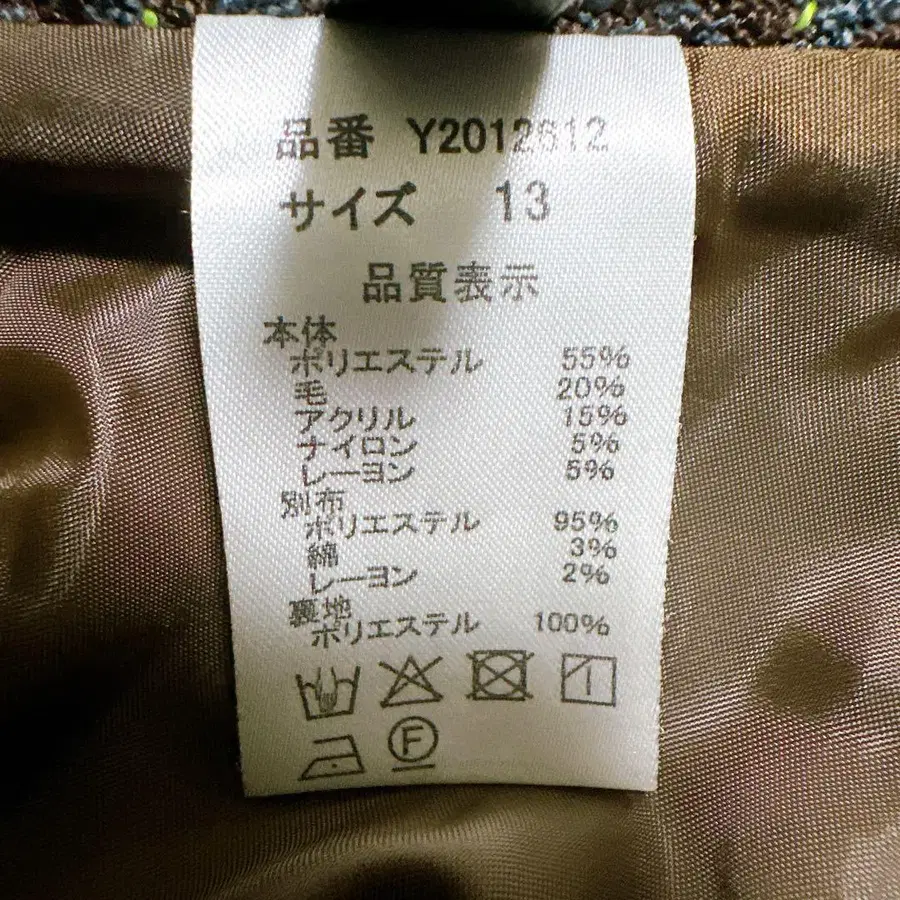 品番 Y2012612
サイズ 13
品質表示
本体
ポリエステル 55%
毛 20%
アクリル 15%
ナイロン 5%
レーヨン 5%
別布
ポリエステル 95%
綿 3%
レーヨン 2%
裏地
ポリエステル 100%
F